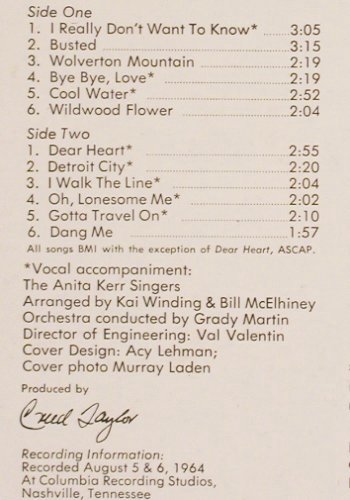 Side One
1. I Really Don't Want To Know* ...3:05
2. Busted ........................ 3:15
3. Wolverton Mountain ............ 2:19
4. Bye Bye, Love* ................ 2:19
5. Cool Water* ................... 2:52
6. Wildwood Flower ............... 2:04
Side Two
1. Dear Heart* ................... 2:55
2. Detroit City* ................. 2:20
3. I Walk The Line* .............. 2:04
4. Oh, Lonesome Me* .............. 2:02
5. Gotta Travel On* .............. 2:10
6. Dang Me ....................... 1:57
All songs BMI with the exception of Dear Heart, ASCAP.
*Vocal accompaniment:
The Anita Kerr Singers
Arranged by Kai Winding & Bill McElhiney
Orchestra conducted by Grady Martin
Director of Engineering: Val Valentin
Cover Design: Acy Lehman;
Cover photo Murray Laden
Produced by
Creed Taylor
Recording Information:
Recorded August 5 & 6, 1964
At Columbia Recording Studios,
Nashville, Tennessee